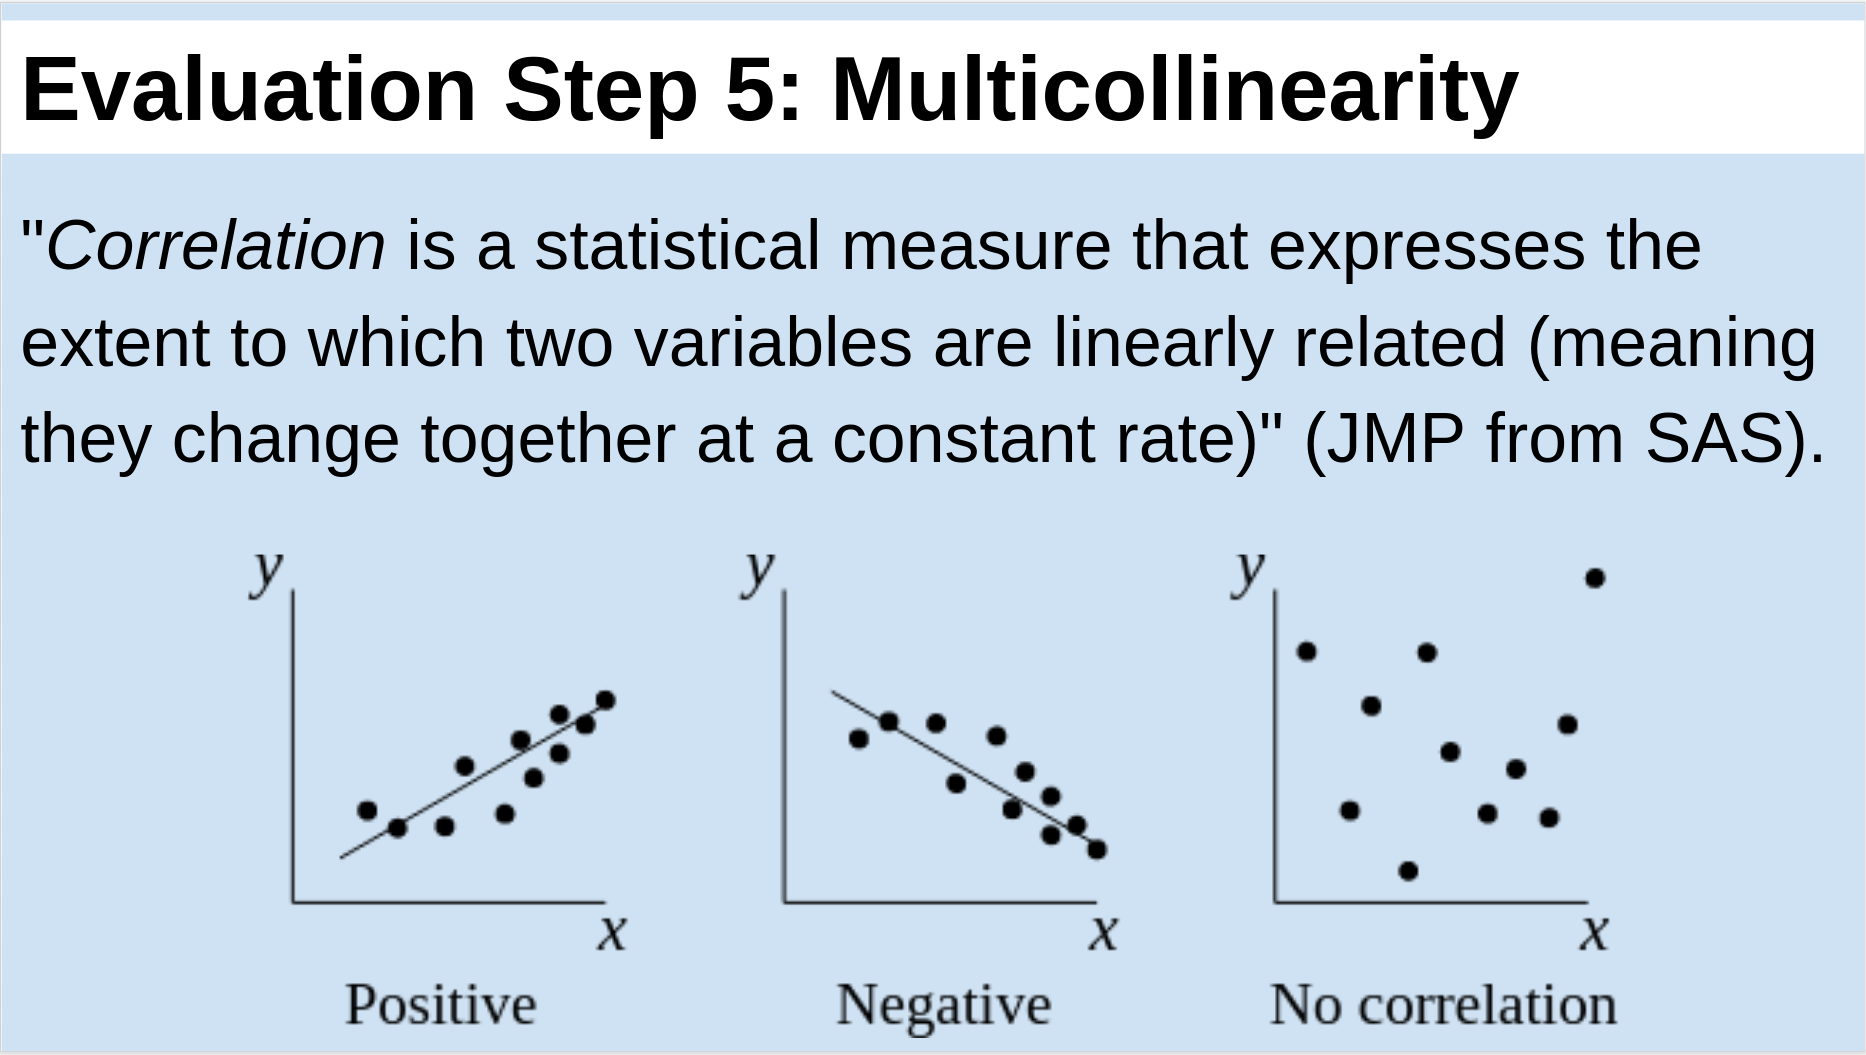 Evaluation Step 5: Multicollinearity
"Correlation is a statistical measure that expresses the
extent to which two variables are linearly related (meaning
they change together at a constant rate)" (JMP from SAS).
y
x
Positive
y
x
Negative
y
x
No correlation